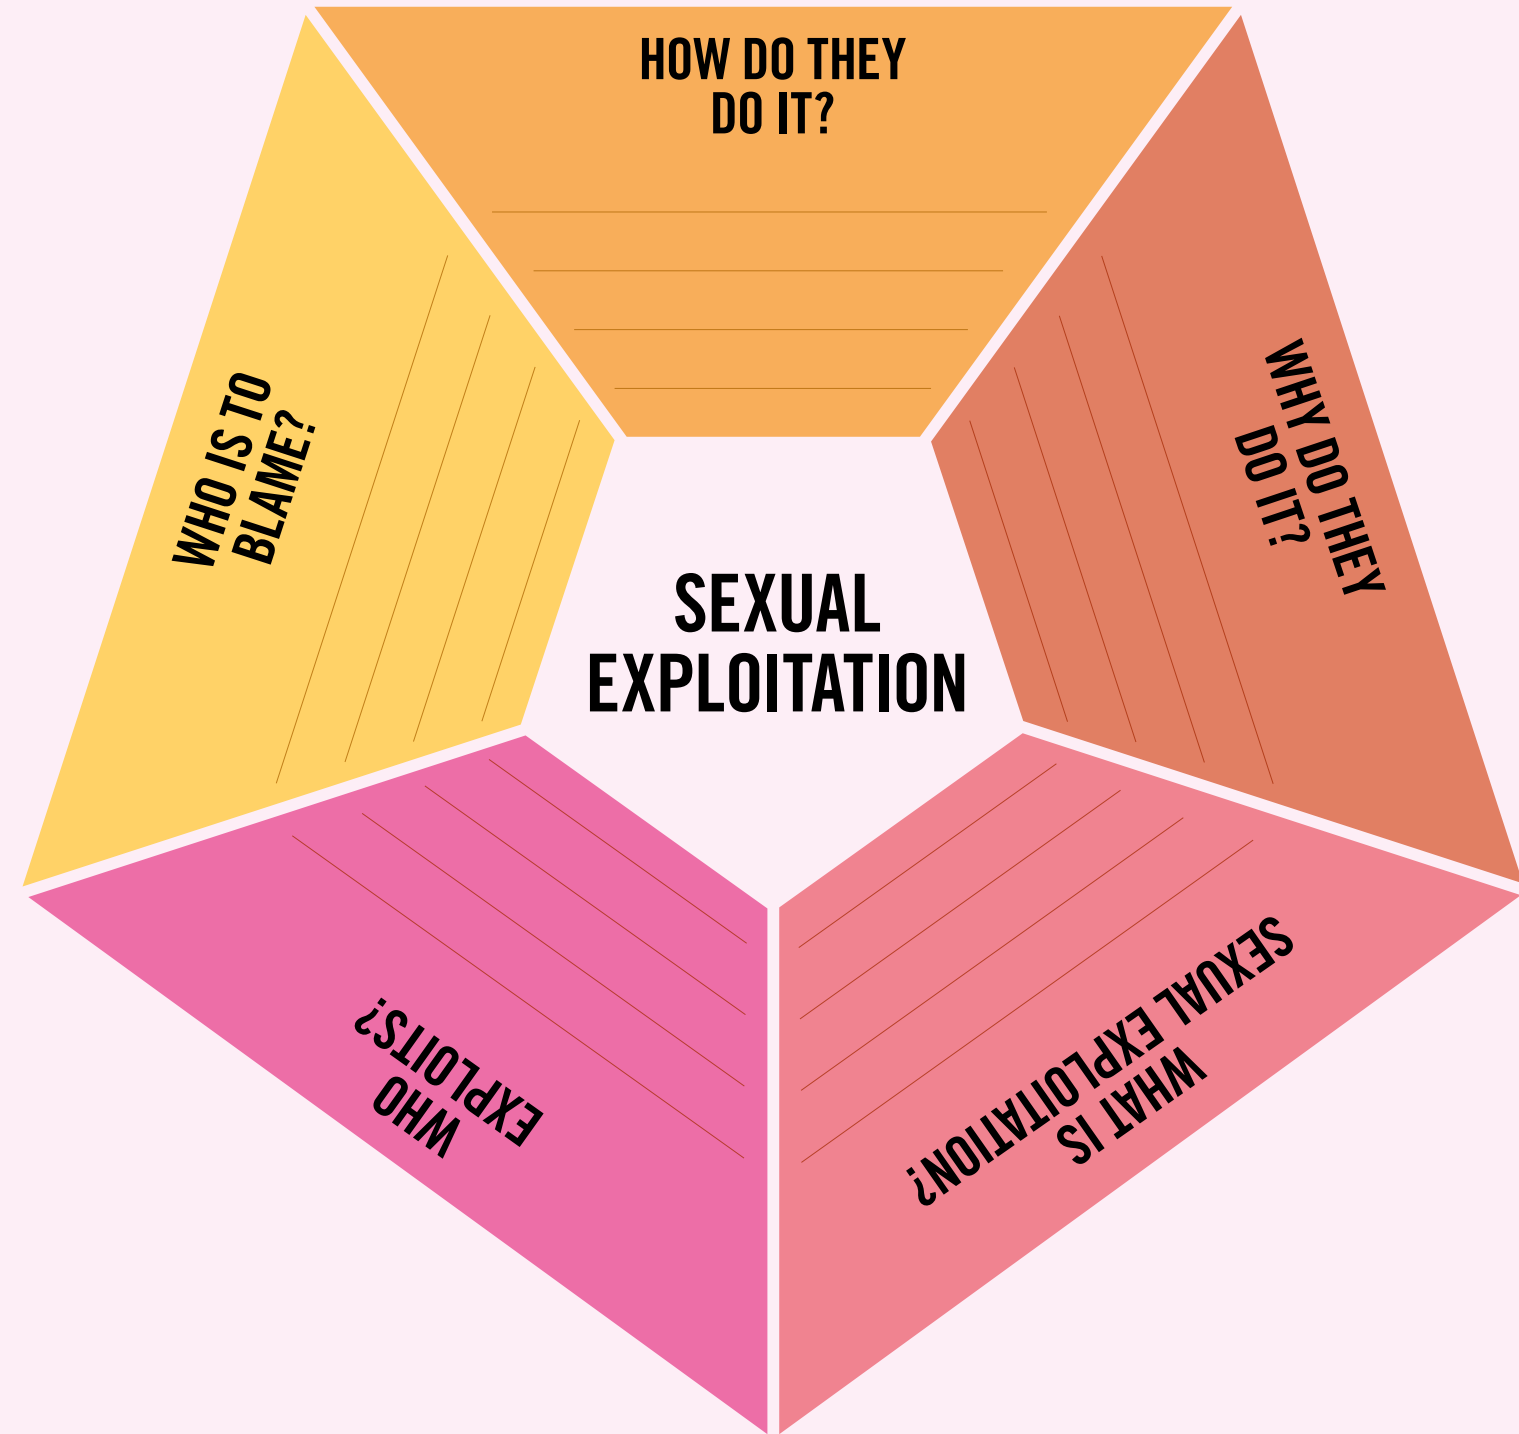 HOW DO THEY
DO IT?
WHY DO THEY
DO IT?
WHAT IS
SEXUAL EXPLOITATION?
WHO
EXPLOITS?
WHO IS TO
BLAME?
SEXUAL
EXPLOITATION